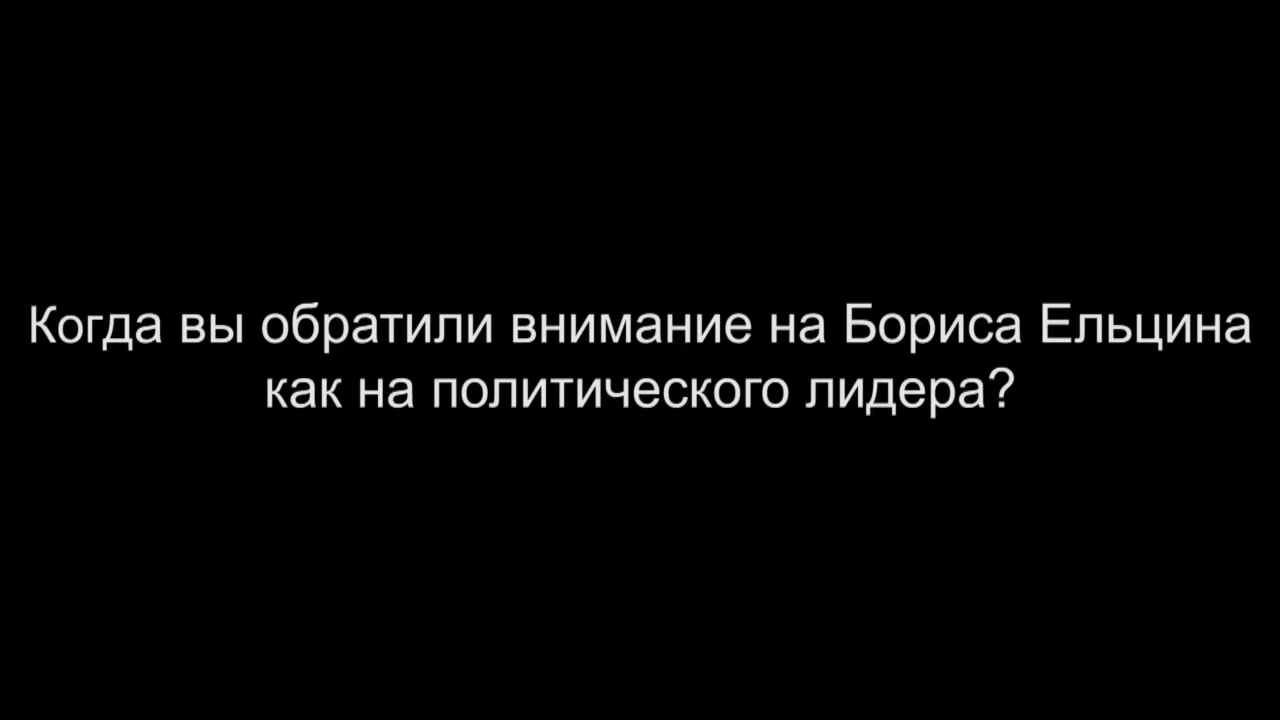 Когда вы обратили внимание на Бориса Ельцина
как на политического лидера?